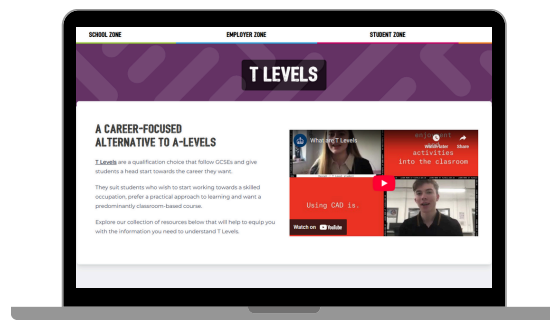 SCHOOL ZONE
EMPLOYER ZONE
STUDENT ZONE
T LEVELS
A CAREER-FOCUSED
ALTERNATIVE TO A-LEVELS
T Levels are a qualification choice that follow GCSEs and give
students a head start towards the career they want.
They suit students who wish to start working towards a skilled
occupation, prefer a practical approach to learning and want a
predominantly classroom-based course.
Explore our collection of resources below that will help to equip you
with the information you need to understand T Levels.
What are T Levels
Watch later
Share
enjoyment
activities
into the clasroom
Using CAD is.
Watch on YouTube